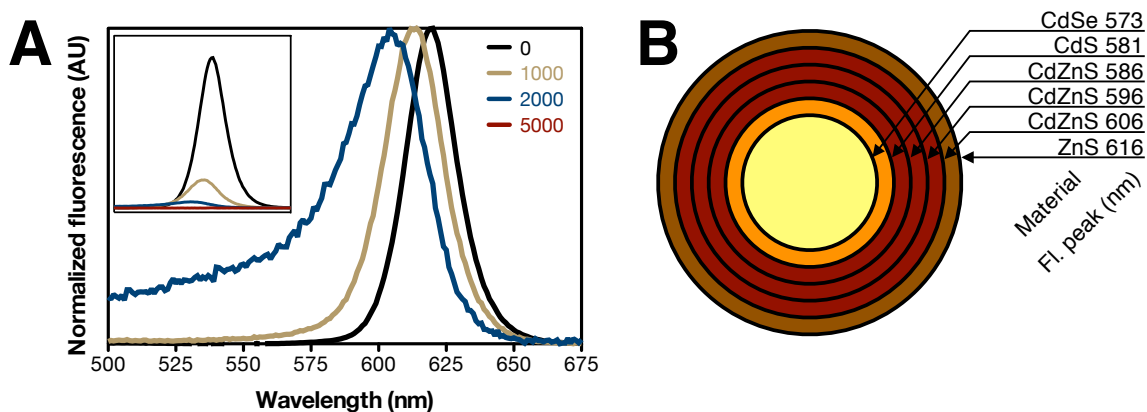 A
Normalized fluorescence (AU)
0
1000
2000
5000
500 525 550 575 600 625 650 675
Wavelength (nm)
B
CdSe 573
CdS 581
CdZnS 586
CdZnS 596
CdZnS 606
ZnS 616
Material
Fl. peak (nm)